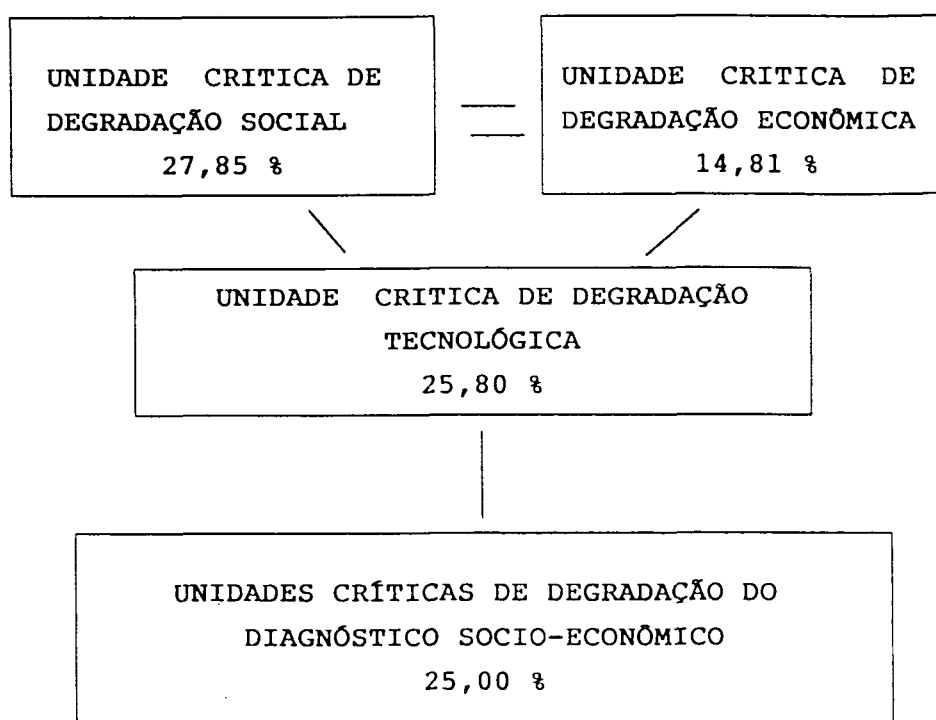 UNIDADE CRITICA DE
DEGRADAÇÃO SOCIAL
27,85 %
UNIDADE CRITICA DE
DEGRADAÇÃO ECONÔMICA
14,81 %
UNIDADE CRITICA DE DEGRADAÇÃO
TECNOLÓGICA
25,80 %
UNIDADES CRÍTICAS DE DEGRADAÇÃO DO
DIAGNÓSTICO SOCIO-ECONÔMICO
25,00 %